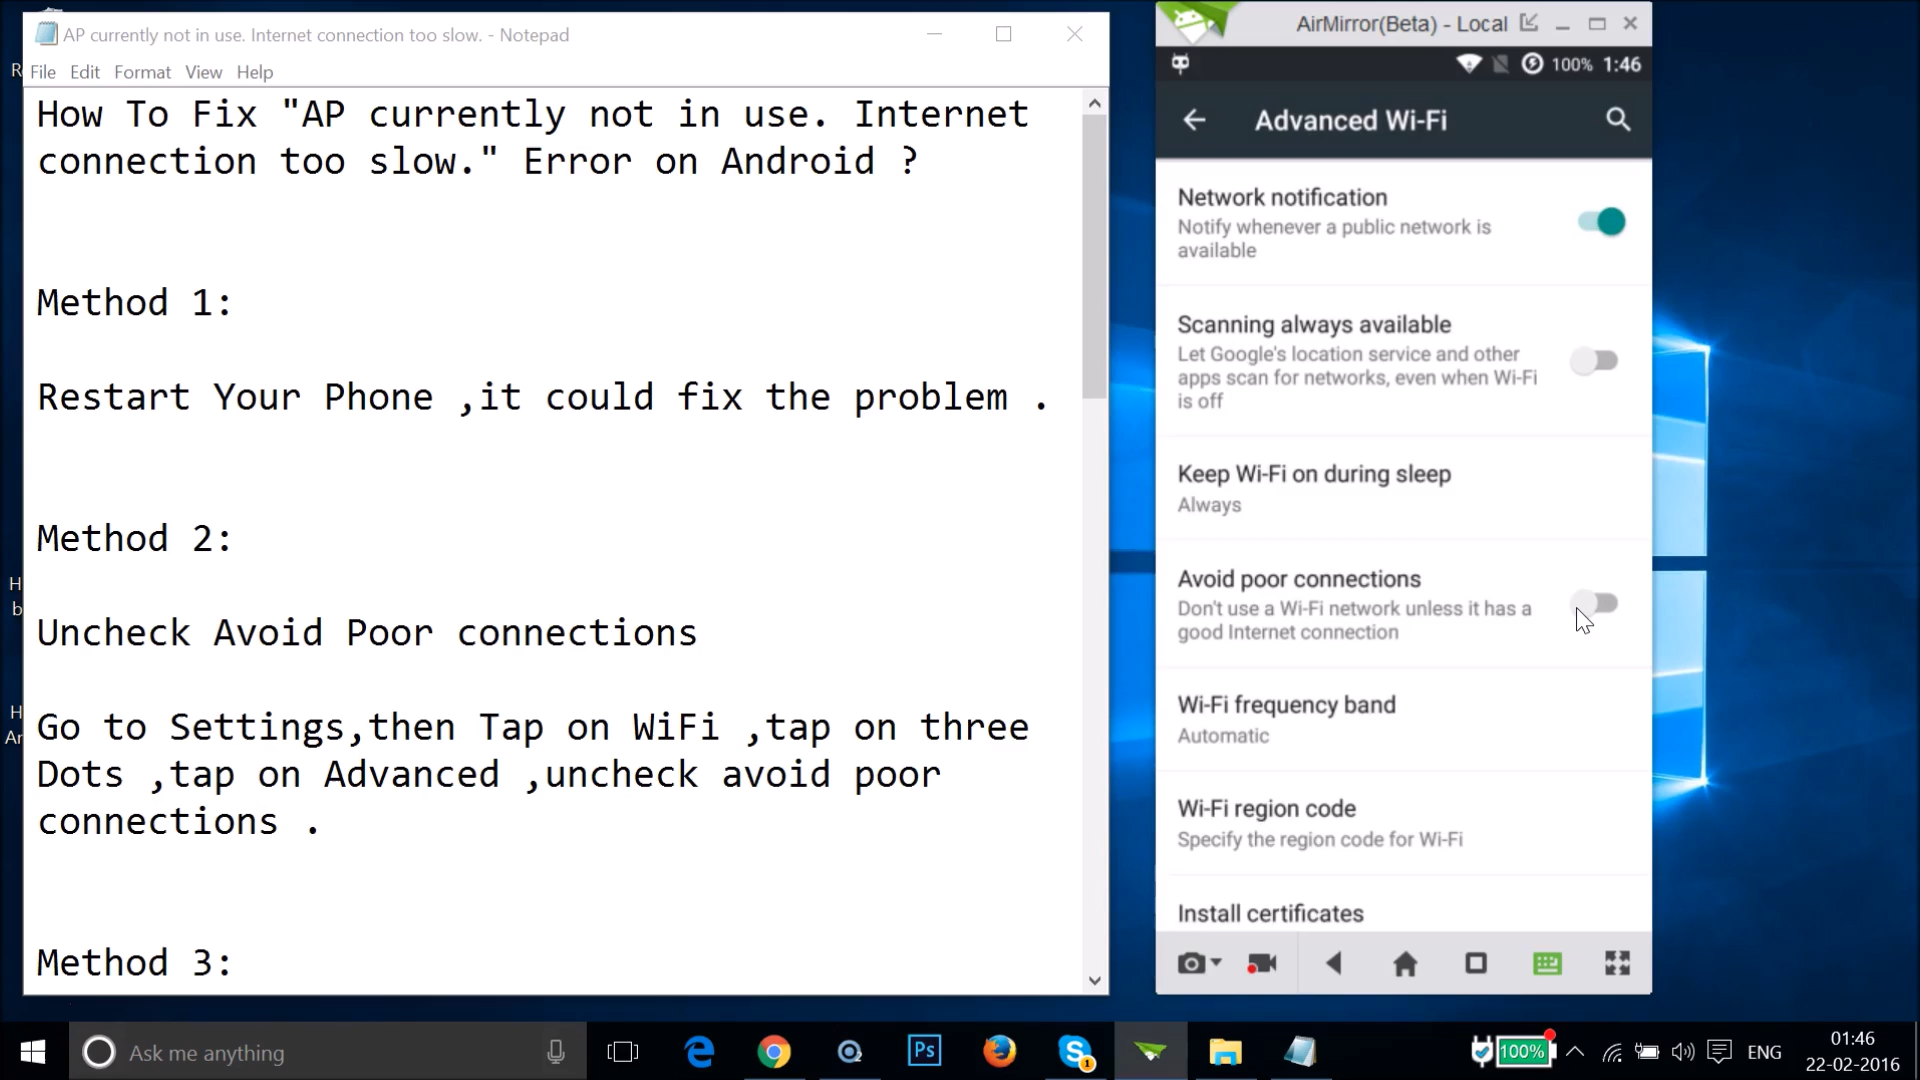 AP currently not in use. Internet connection too slow. - Notepad
File Edit Format View Help
How To Fix "AP currently not in use. Internet
connection too slow." Error on Android ?
Method 1:
Restart Your Phone ,it could fix the problem .
Method 2:
Uncheck Avoid Poor connections
Go to Settings,then Tap on WiFi ,tap on three
Dots ,tap on Advanced ,uncheck avoid poor
connections .
Method 3:
AirMirror(Beta) - Local
100% 1:46
Advanced Wi-Fi
Network notification
Notify whenever a public network is
available
Scanning always available
Let Google's location service and other
apps scan for networks, even when Wi-Fi
is off
Keep Wi-Fi on during sleep
Always
Avoid poor connections
Don't use a Wi-Fi network unless it has a
good Internet connection
Wi-Fi frequency band
Automatic
Wi-Fi region code
Specify the region code for Wi-Fi
Install certificates
Ask me anything
Ps
S
1
100%
ENG
01:46
22-02-2016